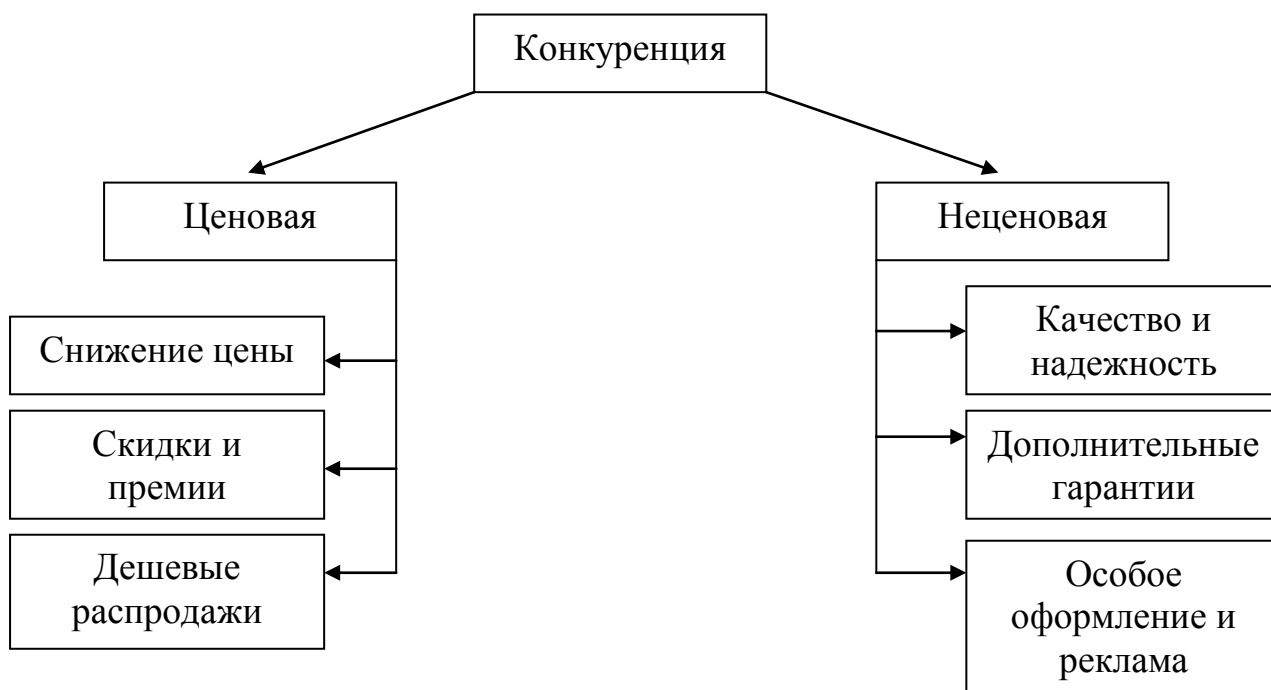 Конкуренция
Ценовая
Неценовая
Снижение цены
Скидки и
премии
Дешевые
распродажи
Качество и
надежность
Дополнительные
гарантии
Особое
оформление и
реклама